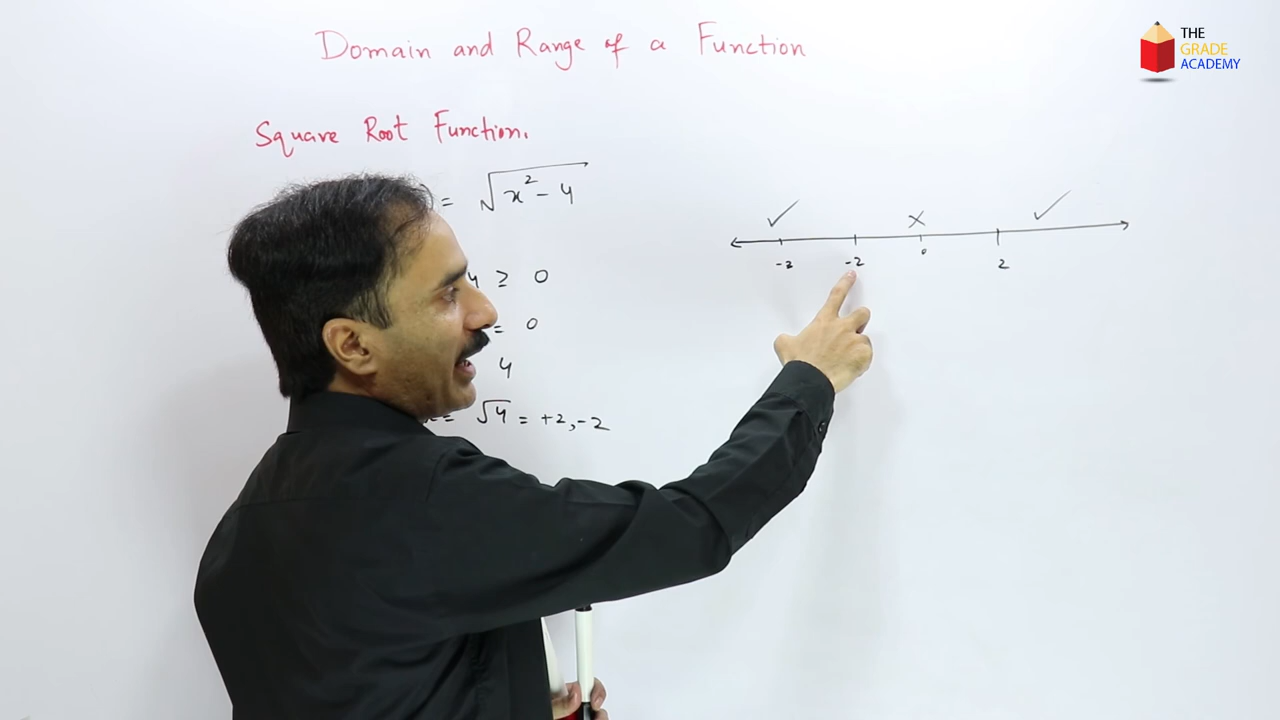 Domain and Range of a Function
THE
GRADE
ACADEMY
Square Root Function.
= √x² - 4
4 ≥ 0
= 0
4
x = √4 = +2, -2
✓ × ✓
-2 0 2